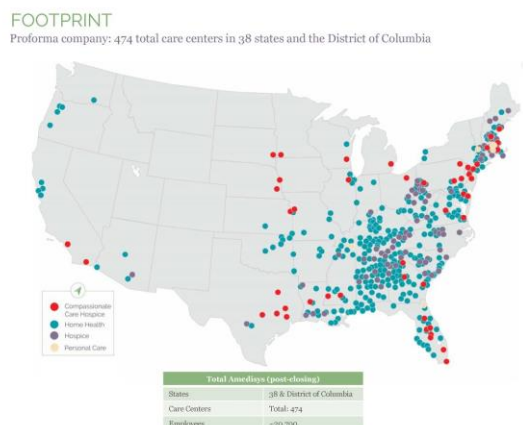 FOOTPRINT
Proforma company: 474 total care centers in 38 states and the District of Columbia
Compassionate
Care Hospice
Home Health
Hospice
Personal Care
Total Amedisys (post-closing)
States 38 & District of Columbia
Care Centers Total: 474
Employees